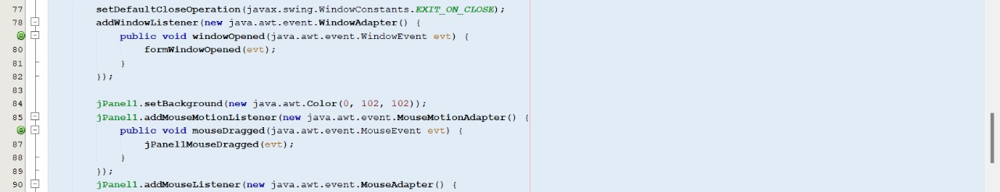 77 setDefaultCloseOperation(javax.swing.WindowConstants.EXIT_ON_CLOSE);
78 addWindowListener(new java.awt.event.WindowAdapter() {
public void windowOpened(java.awt.event.WindowEvent evt) {
80 formWindowOpened(evt);
81 }
82 });
83
84 jPanel1.setBackground(new java.awt.Color(0, 102, 102));
85 jPanel1.addMouseMotionListener(new java.awt.event.MouseMotionAdapter() {
public void mouseDragged(java.awt.event.MouseEvent evt) {
87 jPanel1MouseDragged(evt);
88 }
89 });
90 jPanel1.addMouseListener(new java.awt.event.MouseAdapter() {